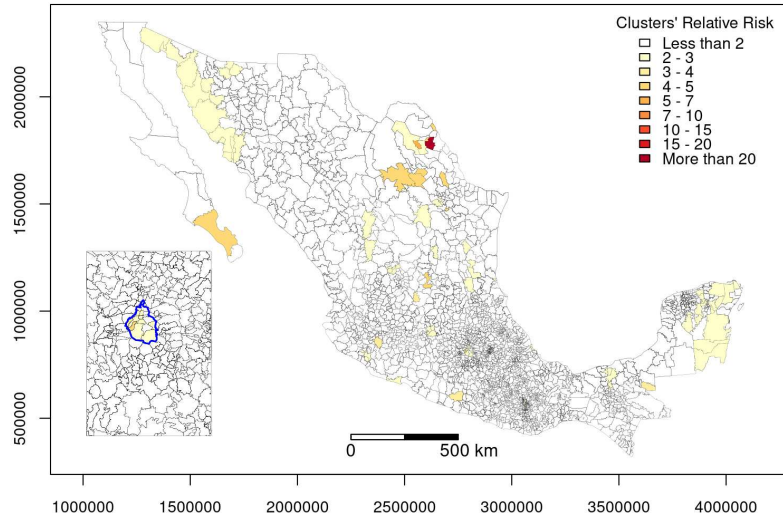 Clusters' Relative Risk
Less than 2
2 - 3
3 - 4
4 - 5
5 - 7
7 - 10
10 - 15
15 - 20
More than 20
2000000
1500000
1000000
500000
0
500 km
1000000
1500000
2000000
2500000
3000000
3500000
4000000